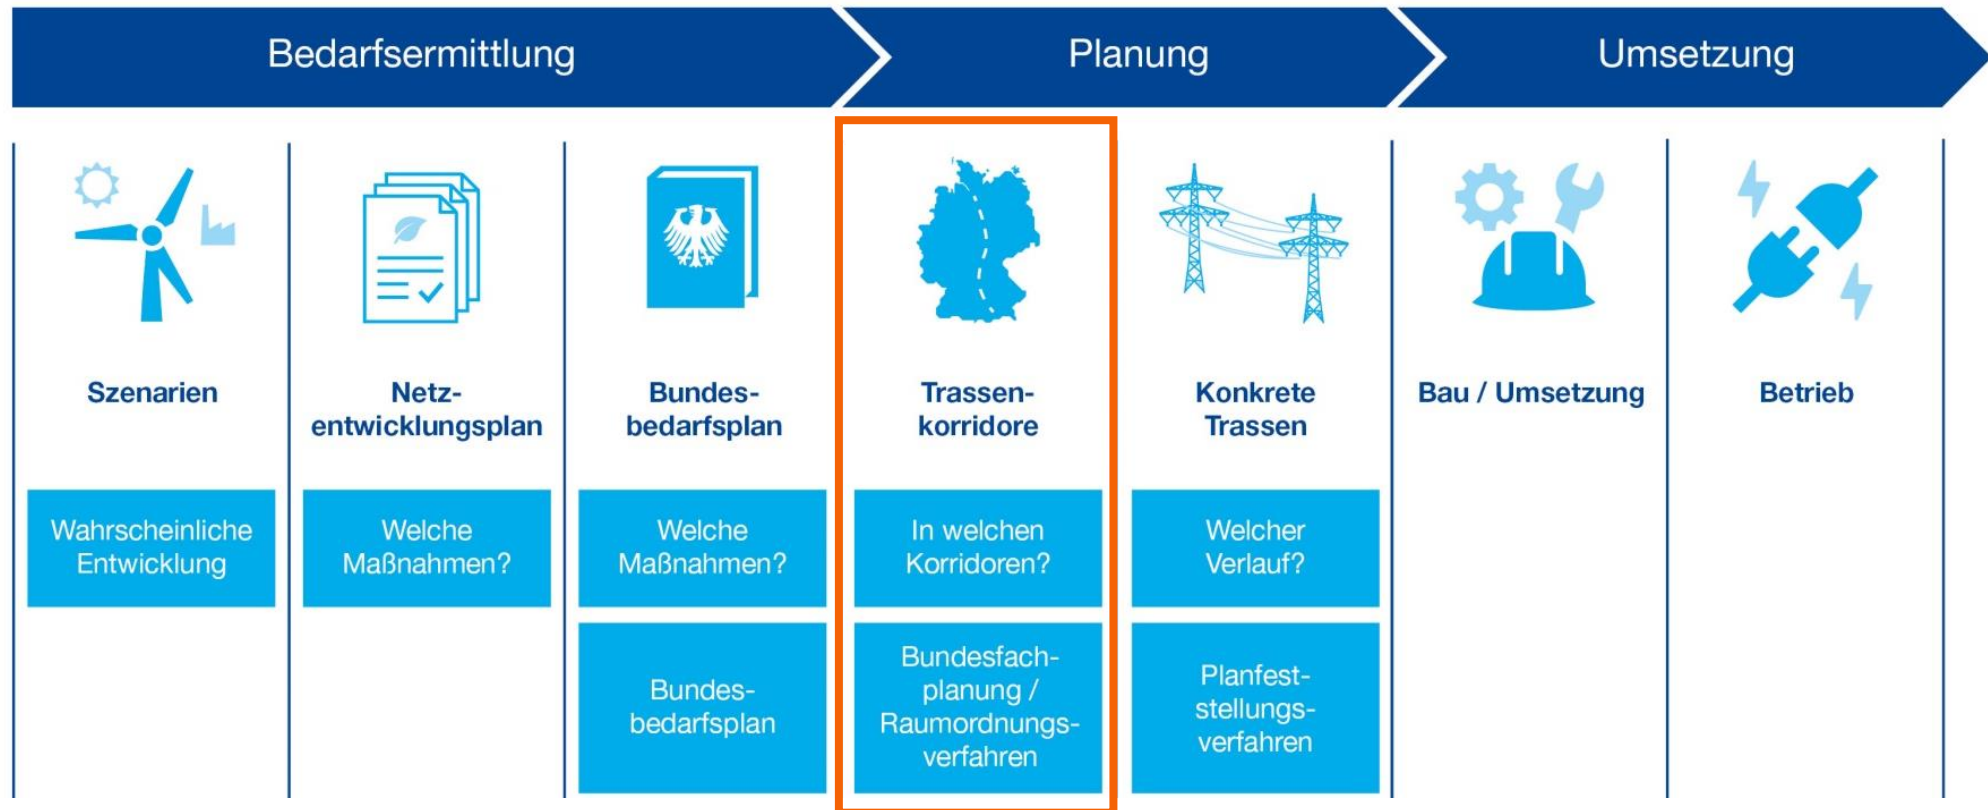 Bedarfsermittlung
Planung
Umsetzung
Szenarien
Wahrscheinliche
Entwicklung
Netz-
entwicklungsplan
Welche
Maßnahmen?
Bundes-
bedarfsplan
Welche
Maßnahmen?
Bundes-
bedarfsplan
Trassen-
korridore
In welchen
Korridoren?
Bundesfach-
planung /
Raumordnungs-
verfahren
Konkrete
Trassen
Welcher
Verlauf?
Planfest-
stellungs-
verfahren
Bau / Umsetzung
Betrieb